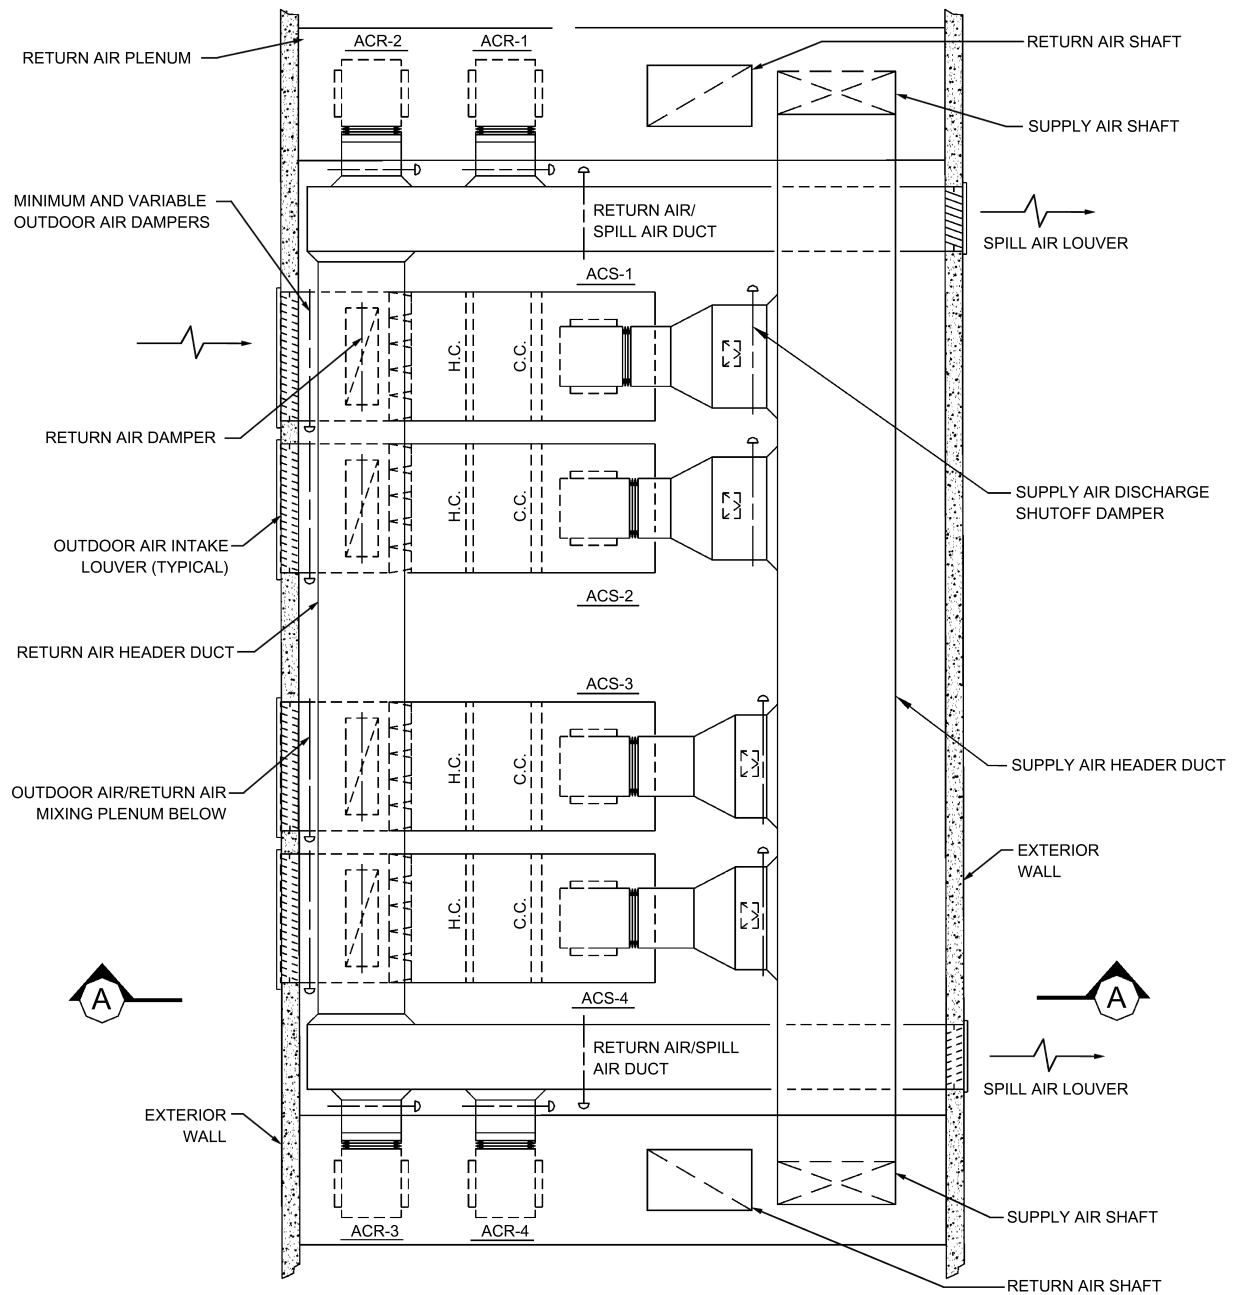 ACR-2
ACR-1
RETURN AIR SHAFT
RETURN AIR PLENUM
SUPPLY AIR SHAFT
MINIMUM AND VARIABLE
OUTDOOR AIR DAMPERS
RETURN AIR/
SPILL AIR DUCT
SPILL AIR LOUVER
ACS-1
H.C.
C.C.
RETURN AIR DAMPER
SUPPLY AIR DISCHARGE
SHUTOFF DAMPER
H.C.
C.C.
OUTDOOR AIR INTAKE
LOUVER (TYPICAL)
ACS-2
RETURN AIR HEADER DUCT
ACS-3
H.C.
C.C.
SUPPLY AIR HEADER DUCT
OUTDOOR AIR/RETURN AIR
MIXING PLENUM BELOW
EXTERIOR
WALL
H.C.
C.C.
A
A
ACS-4
RETURN AIR/SPILL
AIR DUCT
SPILL AIR LOUVER
EXTERIOR
WALL
ACR-3
ACR-4
SUPPLY AIR SHAFT
RETURN AIR SHAFT